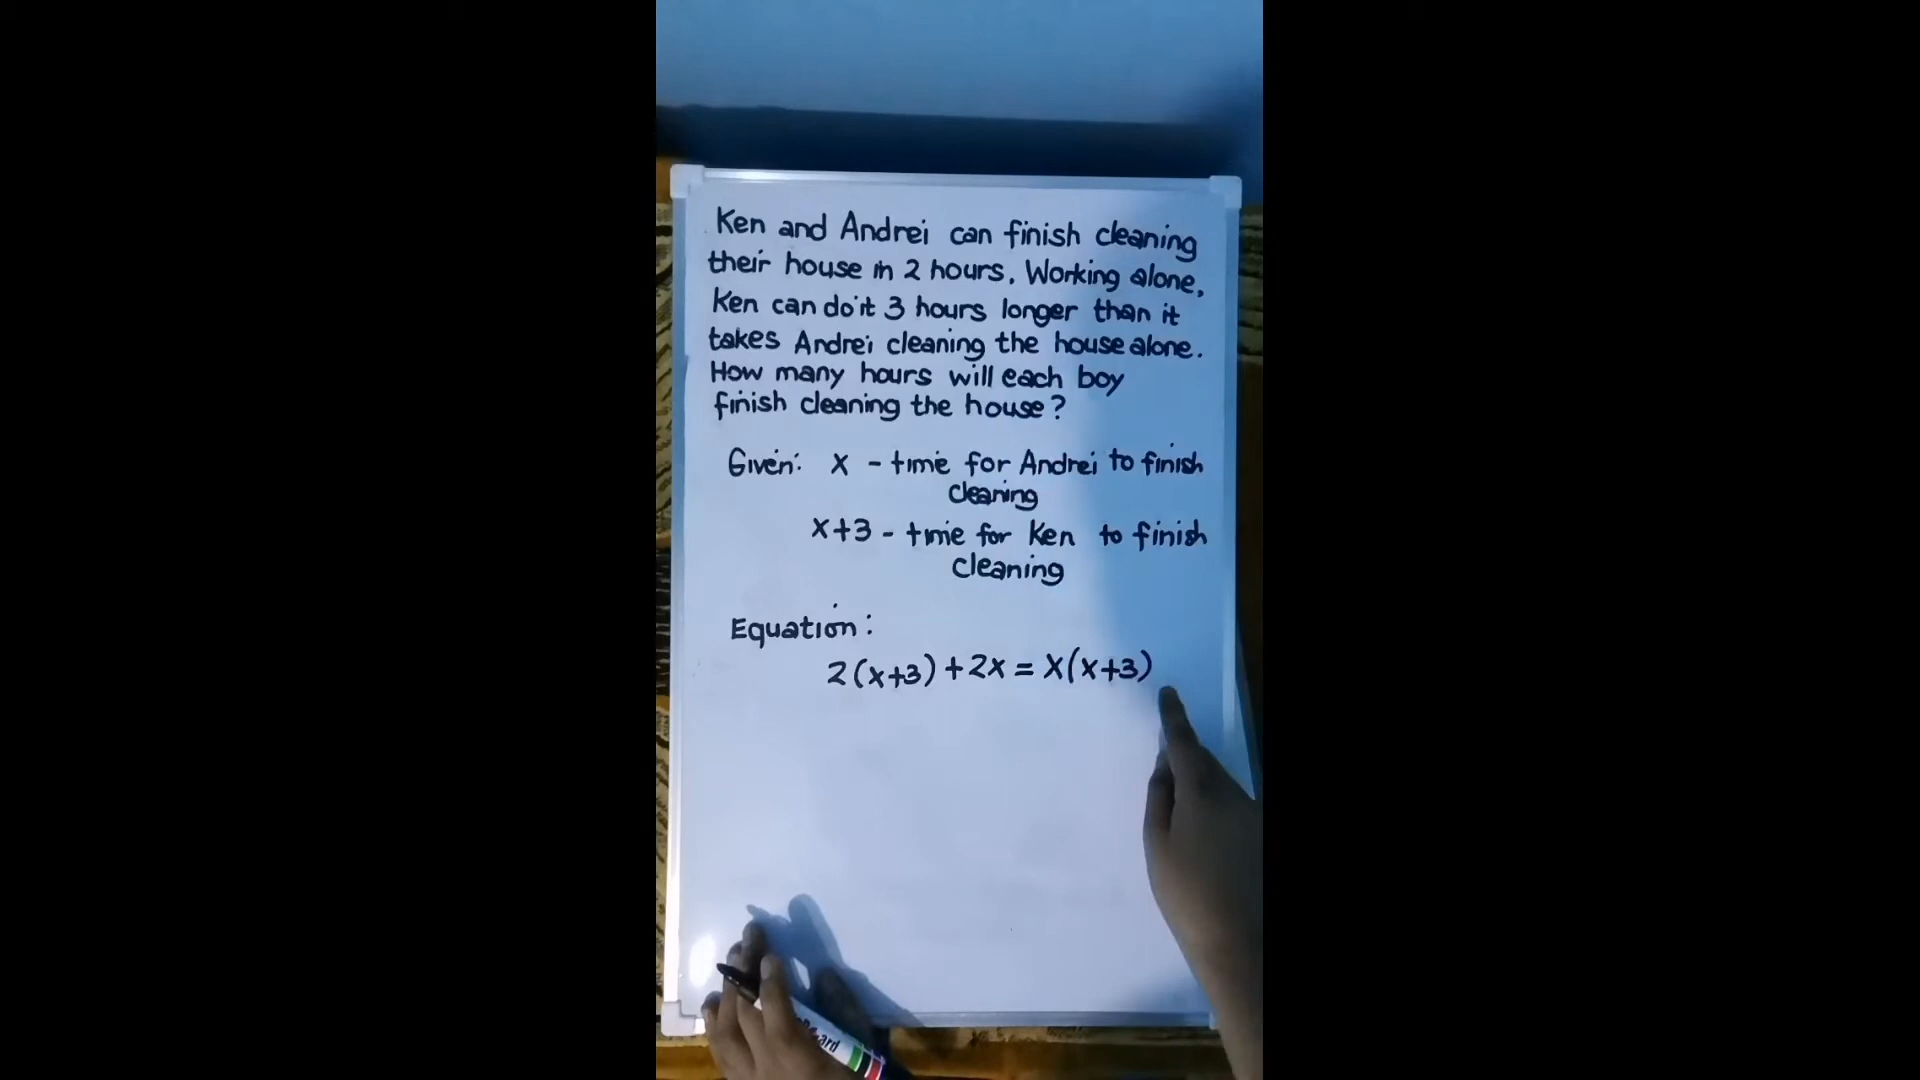 Ken and Andrei can finish cleaning
their house in 2 hours. Working alone,
Ken can do it 3 hours longer than it
takes Andrei cleaning the house alone.
How many hours will each boy
finish cleaning the house?
Given: x - time for Andrei to finish
cleaning
x+3 - time for Ken to finish
cleaning
Equation:
2(x+3)+2x = x(x+3)